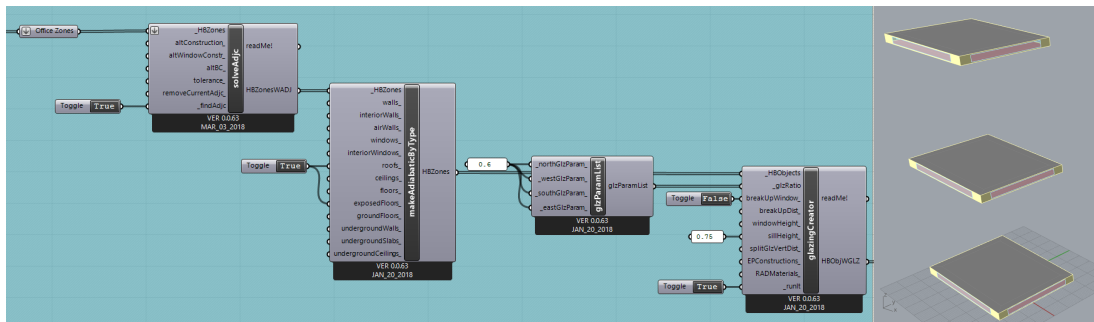 Office Zones
_HBZones
altConstruction_
altWindowConstr_
altBC_
tolerance_
removeCurrentAdjc_
_findAdjc
solveAdjc
readMe!
HBZonesWADJ
VER 0.0.63
MAR_03_2018
Toggle True
_HBZones
walls_
interiorWalls_
airWalls_
windows_
interiorWindows_
roofs_
ceilings_
floors_
exposedFloors_
groundFloors_
undergroundWalls_
undergroundSlabs_
undergroundCeilings_
makeAdiabaticByType
HBZones
VER 0.0.63
JAN_20_2018
Toggle True
0.6
_northGlzParam_
_westGlzParam_
_southGlzParam_
_eastGlzParam_
glzParamList
glzParamList
VER 0.0.63
JAN_20_2018
_HBObjects
_glzRatio
breakUpWindow_
breakUpDist_
windowHeight_
sillHeight_
splitGlzVertDist_
EPConstructions_
RADMaterials_
_runIt
glazingCreator
readMe!
HBObjWGLZ
VER 0.0.63
JAN_20_2018
Toggle False
0.75
Toggle True